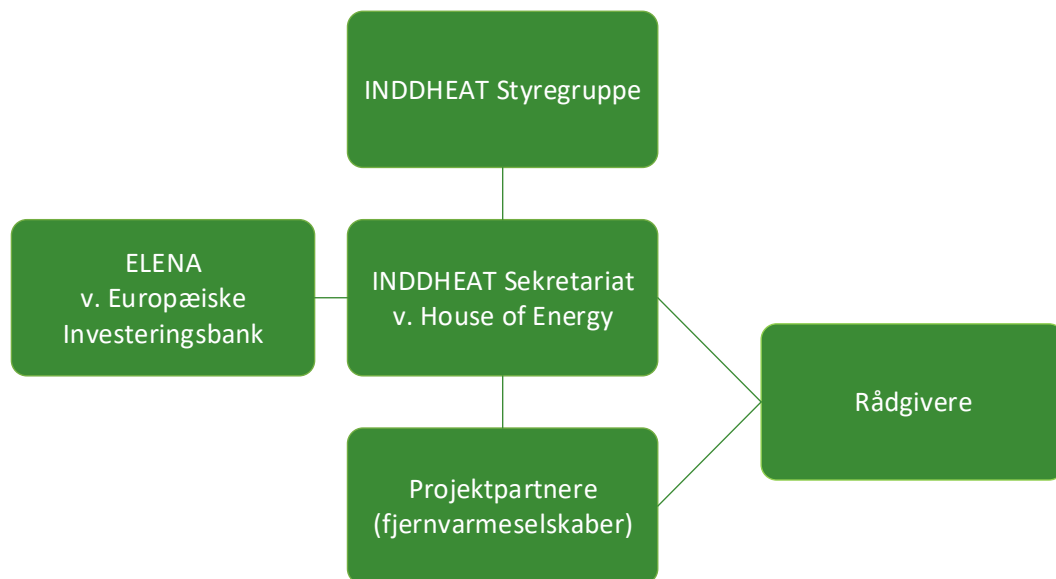 INDDHEAT Styregruppe
ELENA
v. Europæiske
Investeringsbank
INDDHEAT Sekretariat
v. House of Energy
Rådgivere
Projektpartnere
(fjernvarmeselskaber)